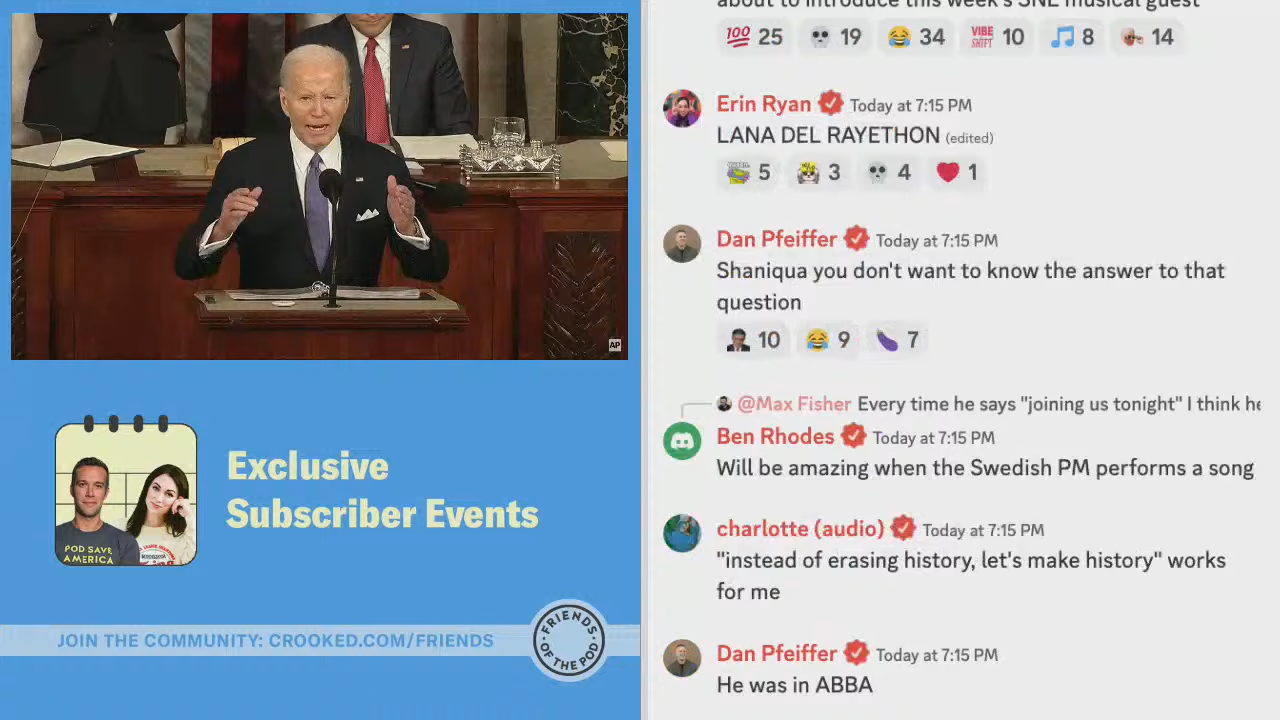 AP
Exclusive
Subscriber Events
POD SAVE
AMERICA
JOIN THE COMMUNITY: CROOKED.COM/FRIENDS
FRIENDS
OF THE POD
about to introduce this week's SNL musical guest
100 25 19 34 VIBE SHIFT 10 8 14
Erin Ryan Today at 7:15 PM
LANA DEL RAYETHON (edited)
5 3 4 1
Dan Pfeiffer Today at 7:15 PM
Shaniqua you don't want to know the answer to that
question
10 9 7
@Max Fisher Every time he says "joining us tonight" I think he
Ben Rhodes Today at 7:15 PM
Will be amazing when the Swedish PM performs a song
charlotte (audio) Today at 7:15 PM
"instead of erasing history, let's make history" works
for me
Dan Pfeiffer Today at 7:15 PM
He was in ABBA